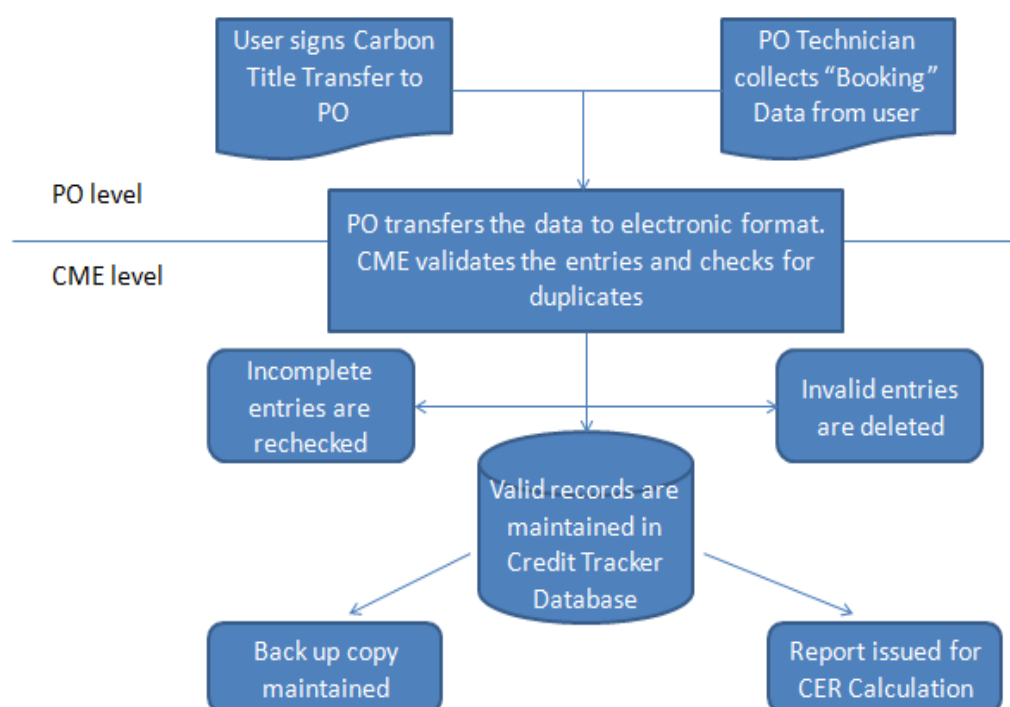 User signs Carbon
Title Transfer to
PO
PO Technician
collects “Booking”
Data from user
PO level
PO transfers the data to electronic format.
CME validates the entries and checks for
duplicates
CME level
Incomplete
entries are
rechecked
Invalid entries
are deleted
Valid records are
maintained in
Credit Tracker
Database
Back up copy
maintained
Report issued for
CER Calculation